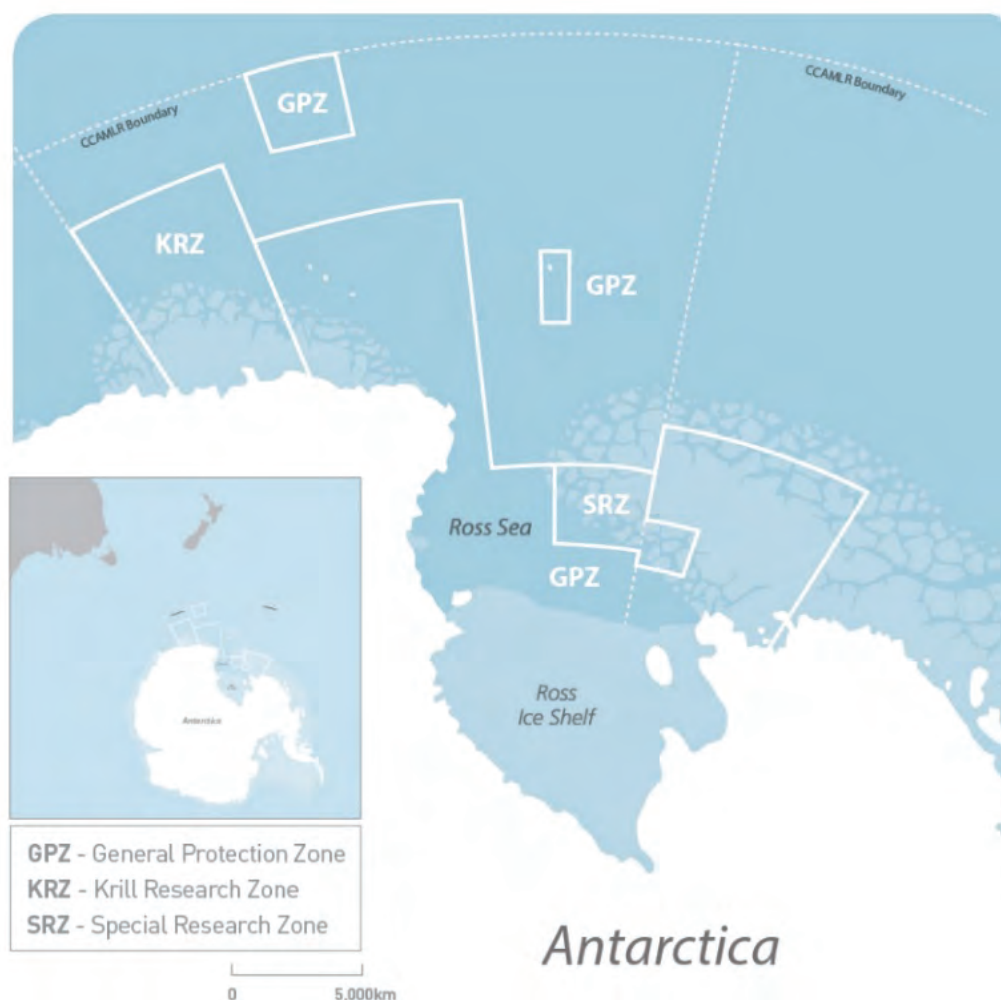 CCAMLR Boundary
GPZ
CCAMLR Boundary
KRZ
GPZ
SRZ
Ross Sea
GPZ
Ross
Ice Shelf
Antarctica
GPZ - General Protection Zone
KRZ - Krill Research Zone
SRZ - Special Research Zone
Antarctica
0 5,000km